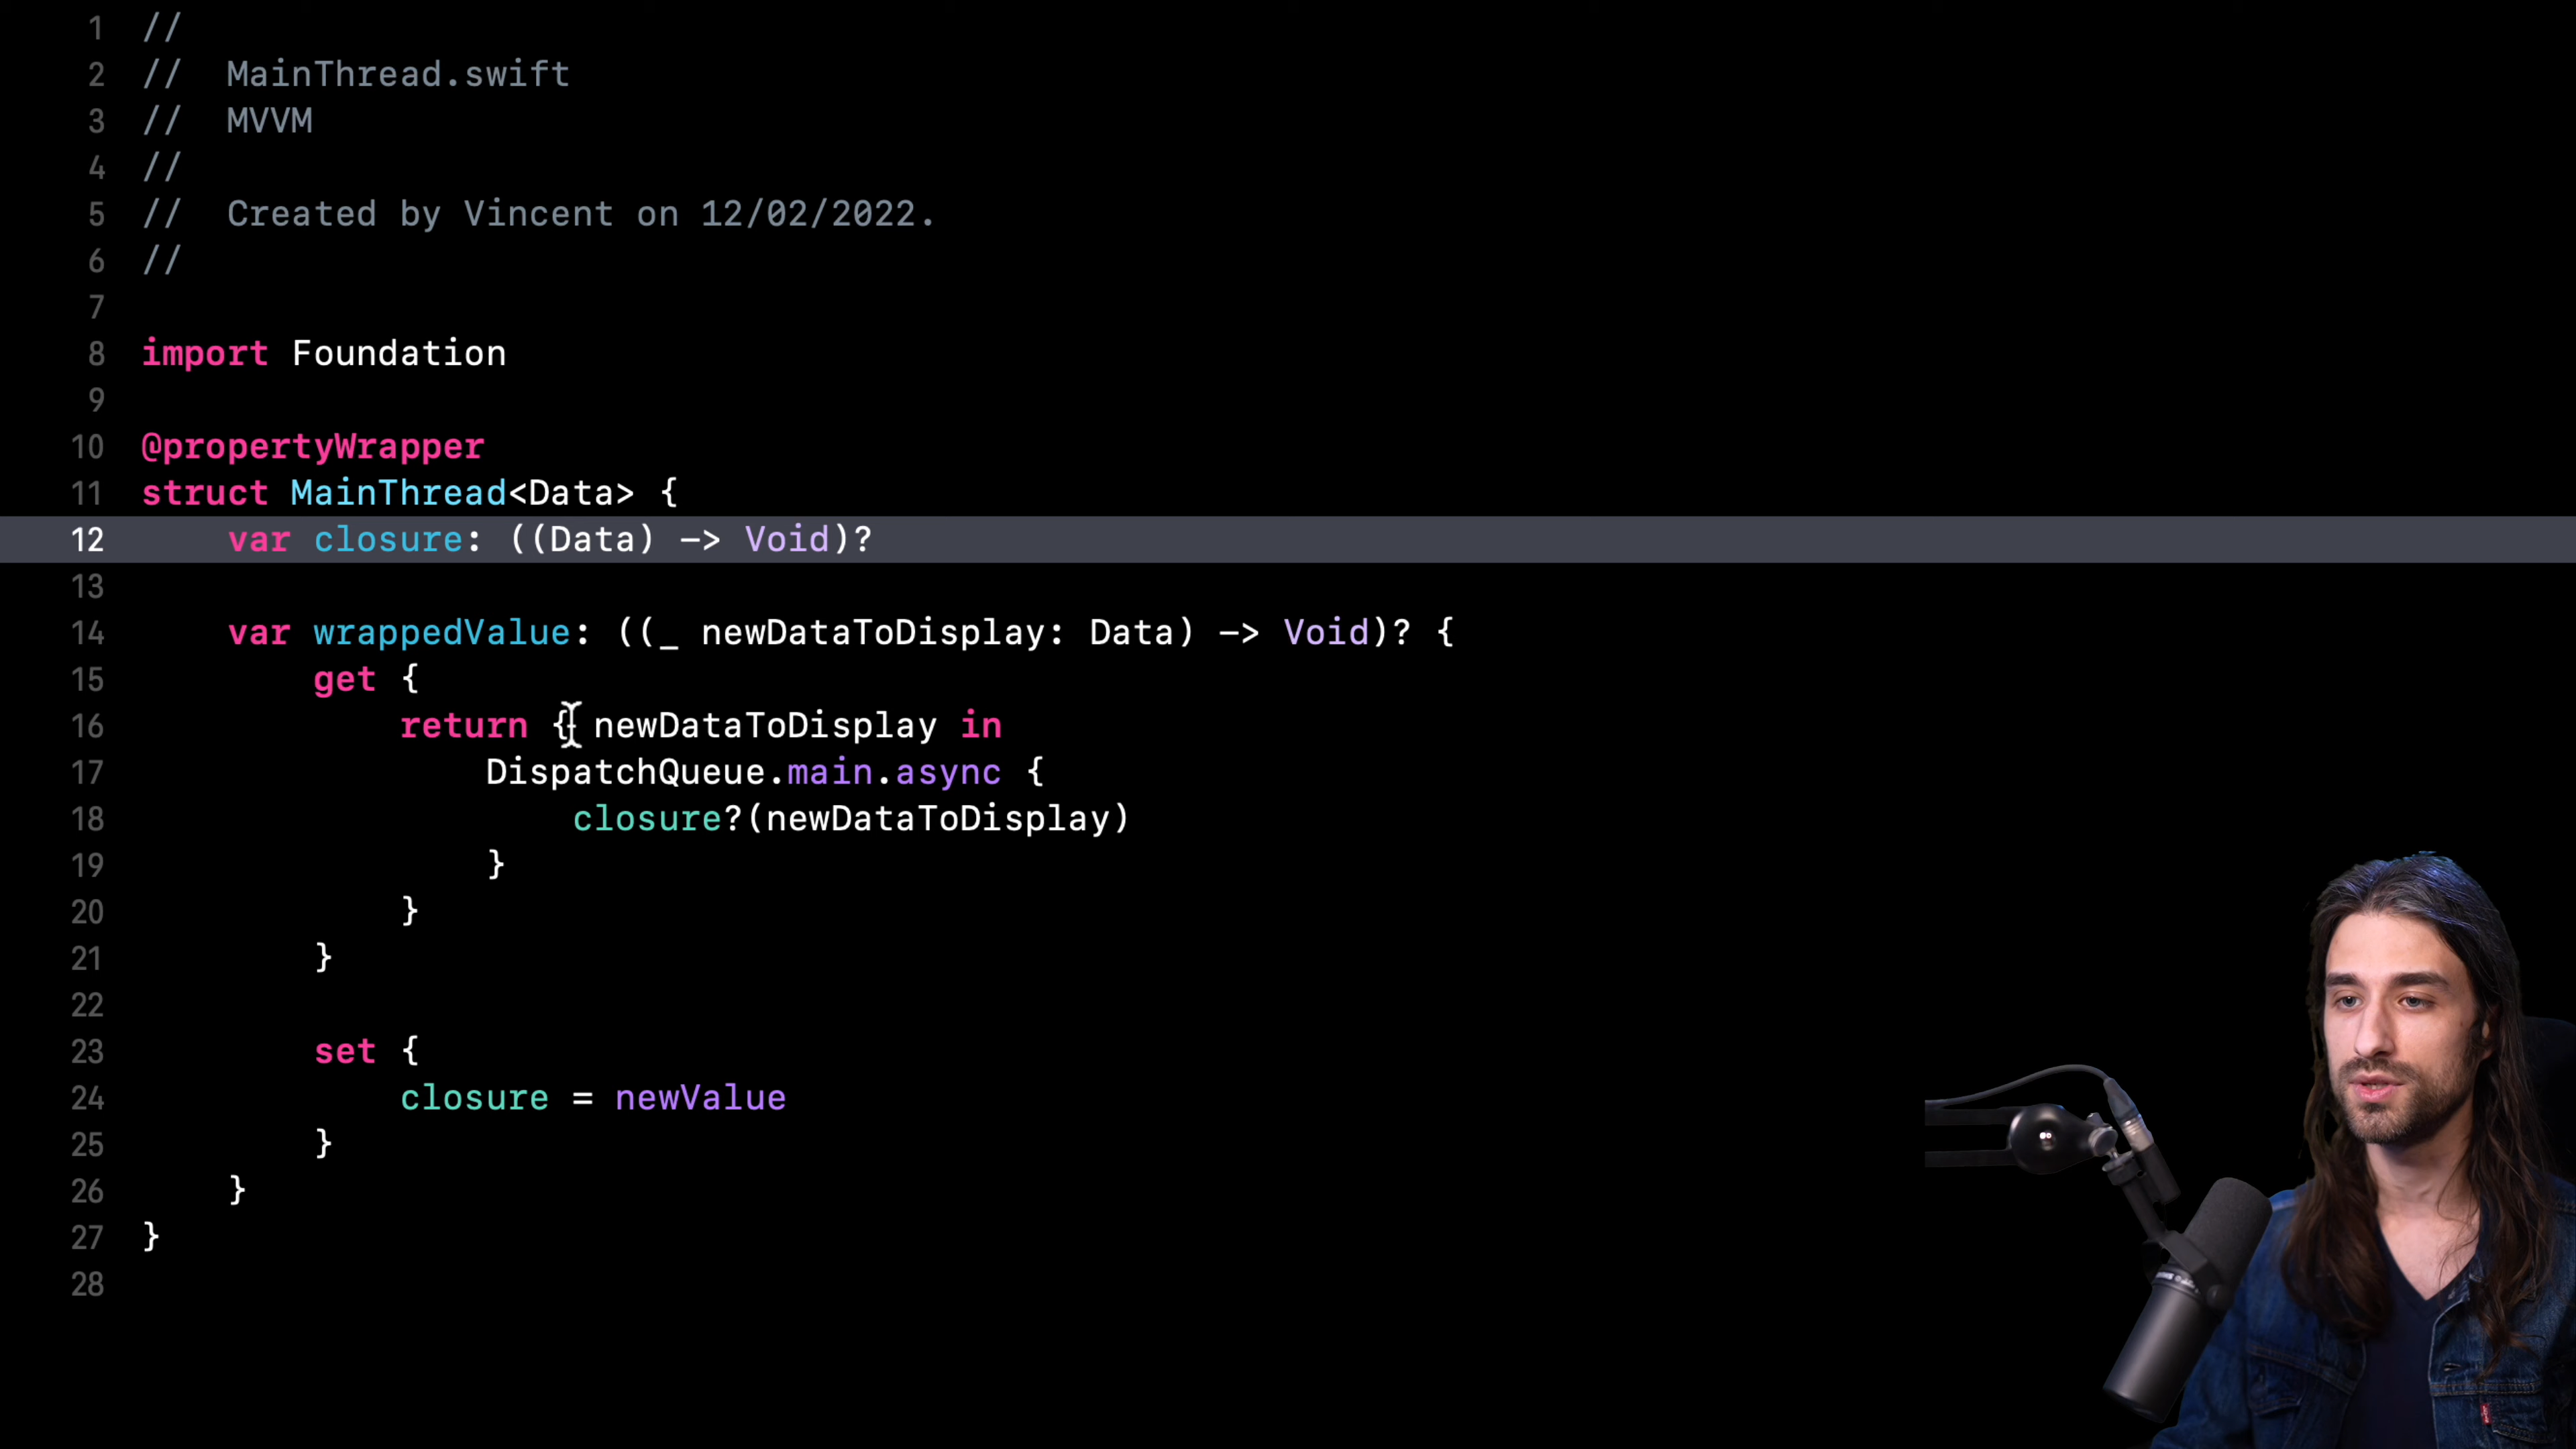 1 //
2 // MainThread.swift
3 // MVVM
4 //
5 // Created by Vincent on 12/02/2022.
6 //
7
8 import Foundation
9
10 @propertyWrapper
11 struct MainThread<Data> {
12 var closure: ((Data) -> Void)?
13
14 var wrappedValue: ((_ newDataToDisplay: Data) -> Void)? {
15 get {
16 return { newDataToDisplay in
17 DispatchQueue.main.async {
18 closure?(newDataToDisplay)
19 }
20 }
21 }
22
23 set {
24 closure = newValue
25 }
26 }
27 }
28